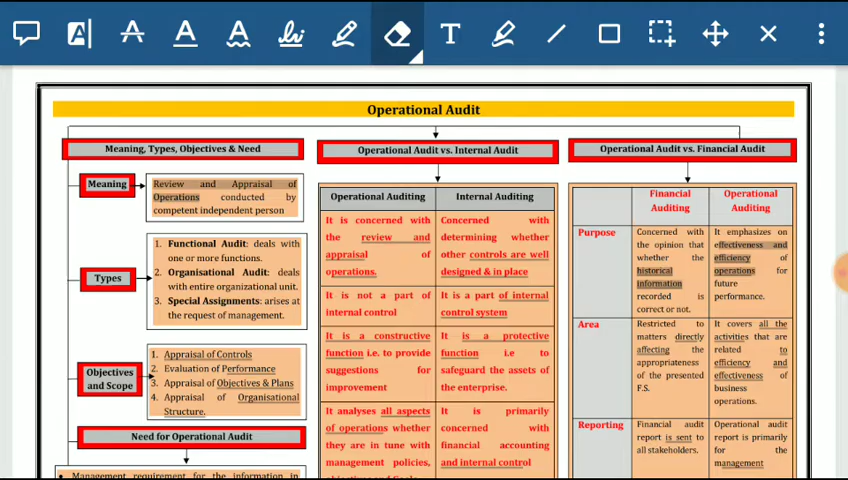 Operational Audit
Meaning, Types, Objectives & Need
Meaning
Review and Appraisal of
Operations conducted by
competent independent person
Types
1. Functional Audit: deals with
one or more functions.
2. Organisational Audit: deals
with entire organizational unit.
3. Special Assignments: arises at
the request of management.
Objectives
and Scope
1. Appraisal of Controls
2. Evaluation of Performance
3. Appraisal of Objectives & Plans
4. Appraisal of Organisational
Structure.
Need for Operational Audit
• Management requirement for the information in
Operational Audit vs. Internal Audit
Operational Auditing Internal Auditing
It is concerned with
the review and
appraisal of
operations.
Concerned with
determining whether
other controls are well
designed & in place
It is not a part of
internal control
It is a part of internal
control system
It is a constructive
function i.e. to provide
suggestions for
improvement
It is a protective
function i.e to
safeguard the assets of
the enterprise.
It analyses all aspects
of operations whether
they are in tune with
management policies,
It is primarily
concerned with
financial accounting
and internal control
Operational Audit vs. Financial Audit
Financial
Auditing
Operational
Auditing
Purpose
Concerned with
the opinion that
whether the
historical
information
recorded is
correct or not.
It emphasizes on
effectiveness and
efficiency of
operations for
future
performance.
Area
Restricted to
matters directly
affecting the
appropriateness
of the presented
F.S.
It covers all the
activities that are
related to
efficiency and
effectiveness of
business
operations.
Reporting
Financial audit
report is sent to
all stakeholders.
Operational audit
report is primarily
for the
management